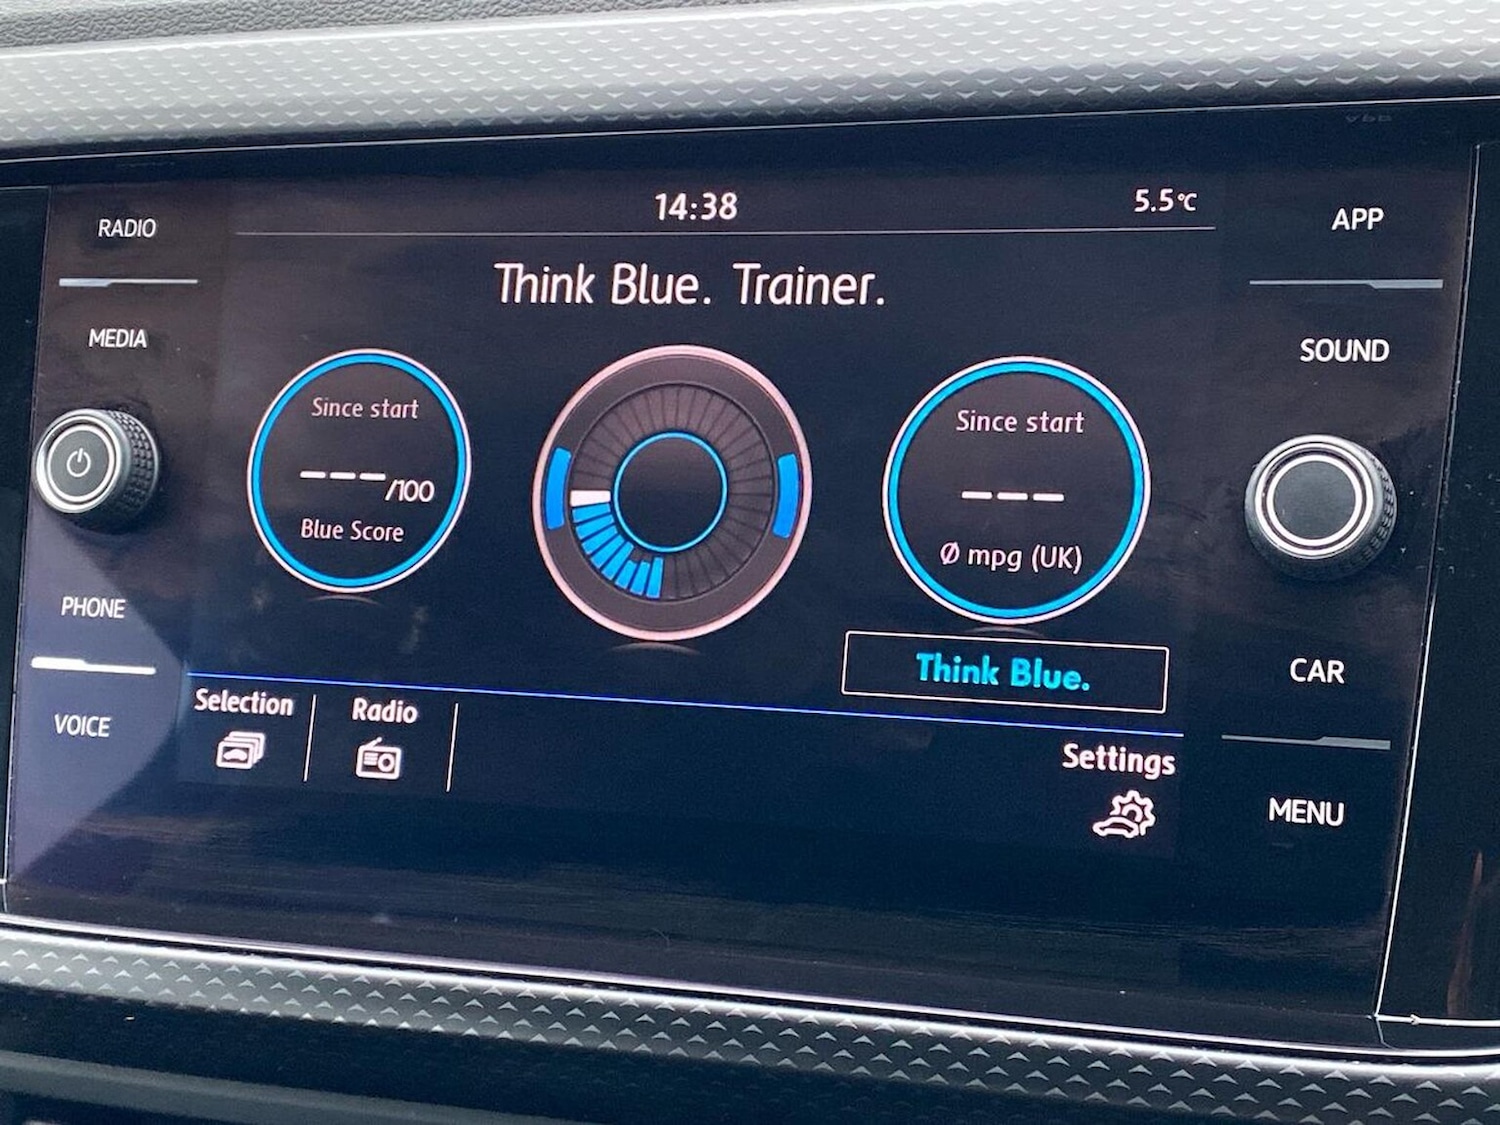 14:38
5.5°C
RADIO
MEDIA
PHONE
VOICE
Think Blue. Trainer.
Since start
---/100
Blue Score
Since start
---
Ø mpg (UK)
Think Blue.
Selection
Radio
Settings
APP
SOUND
CAR
MENU